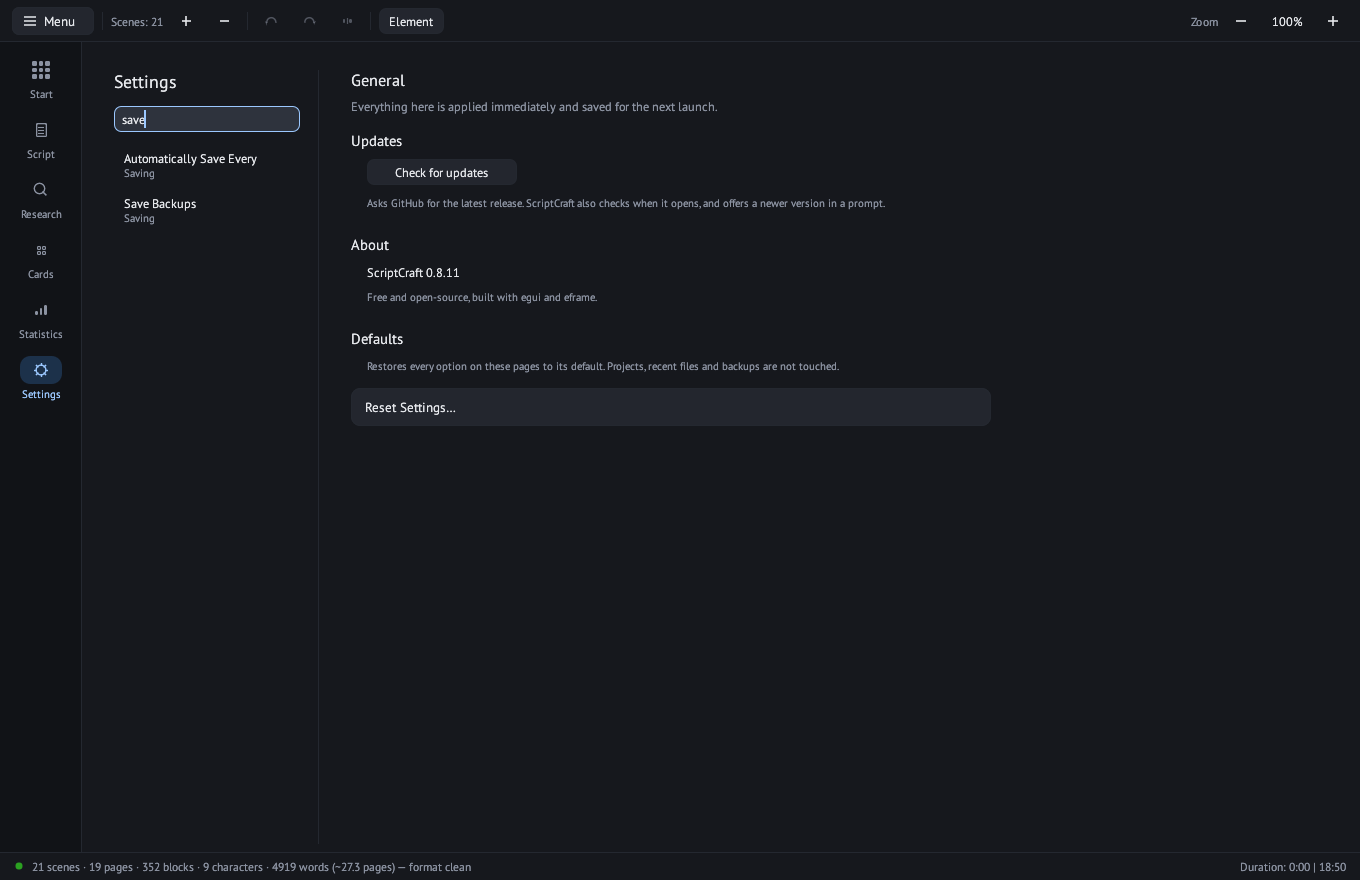 Menu
Scenes: 21
Element
Zoom
100%
Start
Script
Research
Cards
Statistics
Settings
Settings
save
Automatically Save Every
Saving
Save Backups
Saving
General
Everything here is applied immediately and saved for the next launch.
Updates
Check for updates
Asks GitHub for the latest release. ScriptCraft also checks when it opens, and offers a newer version in a prompt.
About
ScriptCraft 0.8.11
Free and open-source, built with egui and eframe.
Defaults
Restores every option on these pages to its default. Projects, recent files and backups are not touched.
Reset Settings...
21 scenes · 19 pages · 352 blocks · 9 characters · 4919 words (~27.3 pages) — format clean
Duration: 0:00 | 18:50